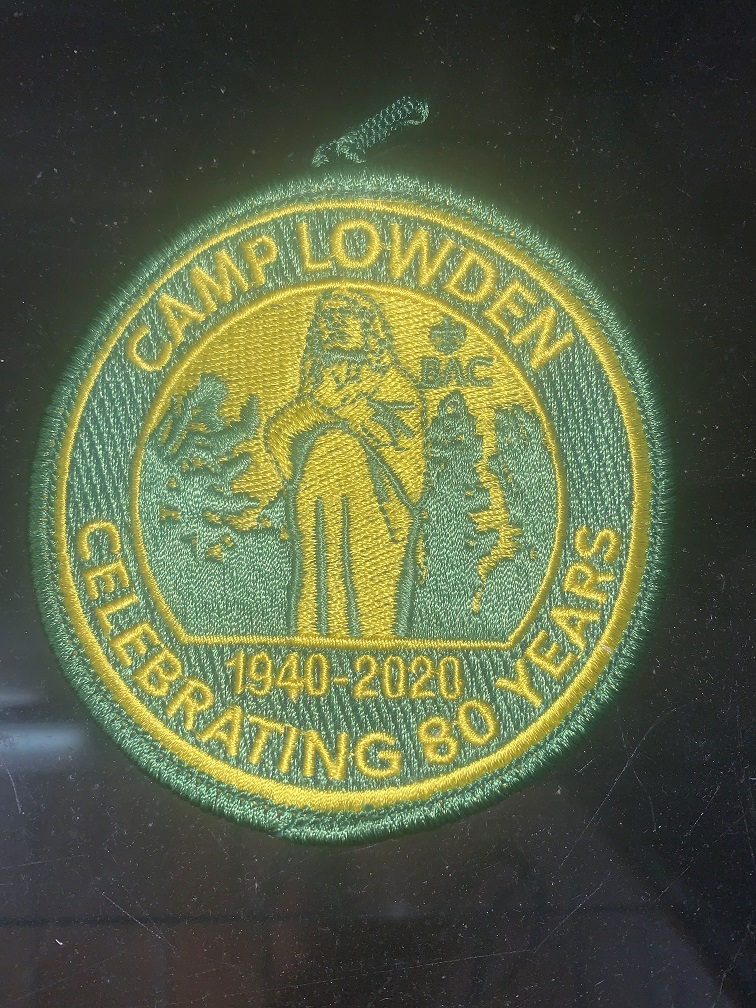 CAMP LOWDEN
BAC
1940-2020
CELEBRATING 80 YEARS